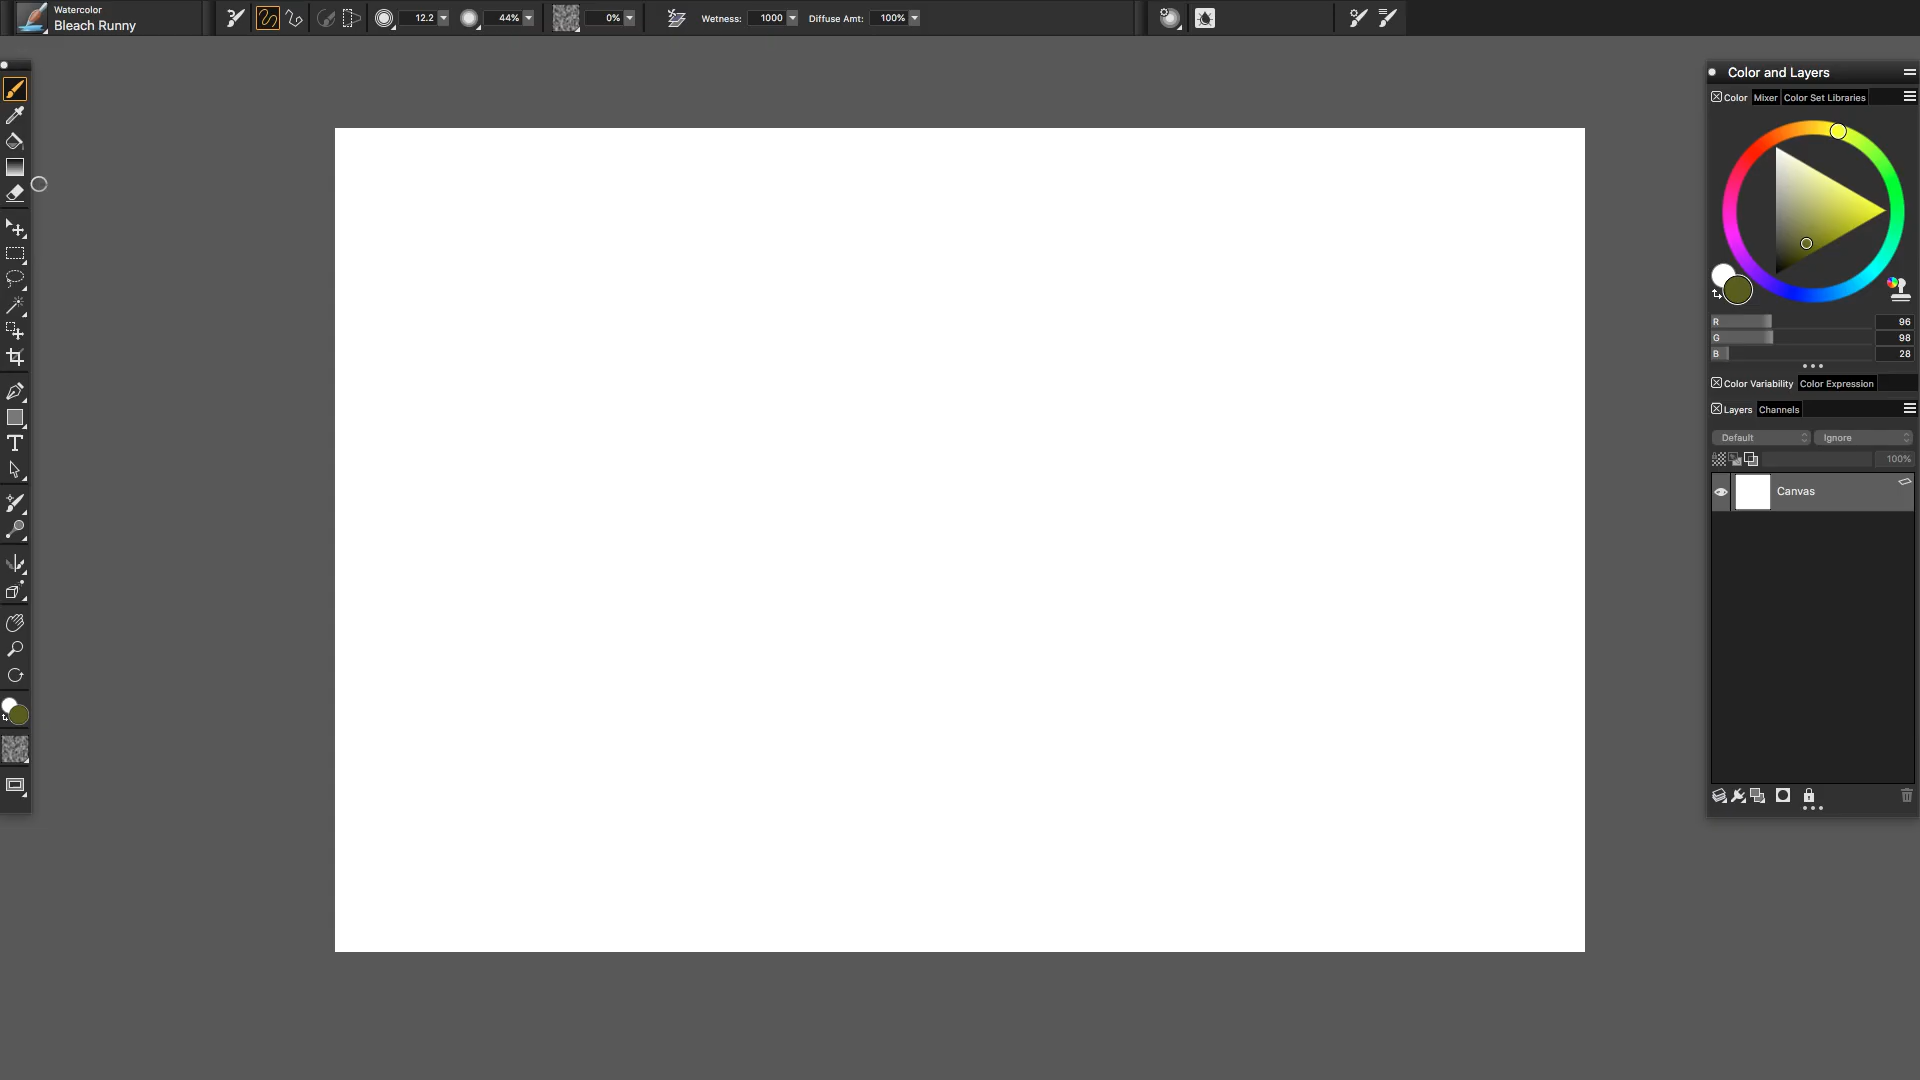 Watercolor
Bleach Runny
12.2
44%
0%
Wetness: 1000
Diffuse Amt: 100%
Color and Layers
Color Mixer Color Set Libraries
R 96
G 98
B 28
Color Variability Color Expression
Layers Channels
Default Ignore
100%
Canvas
T